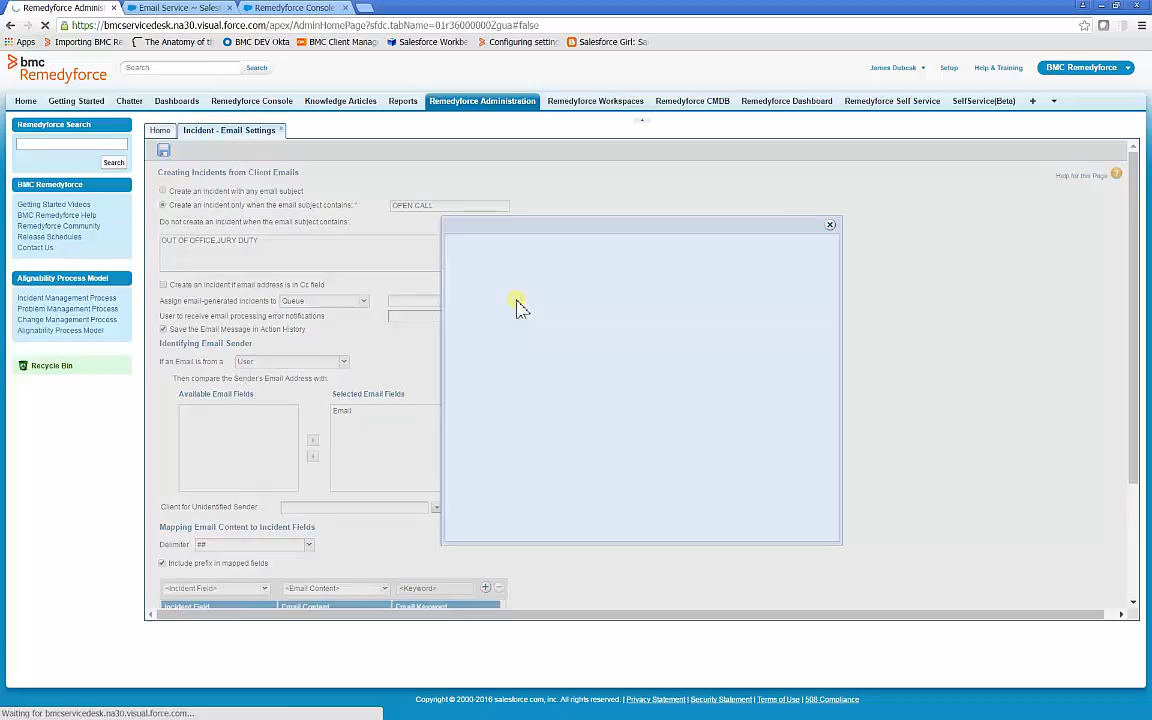 Remedyforce Administ
Email Service ~ Salesf
Remedyforce Console
https://bmcservicedesk.na30.visual.force.com/apex/AdminHomePage?sfdc.tabName=01r36000000Zgua#false
Apps
Importing BMC Re
The Anatomy of th
BMC DEV Okta
BMC Client Manag
Salesforce Workbe
Configuring settin
Salesforce Girl: Sa
bmc
Remedyforce
Search...
Search
James Dubcak
Setup
Help & Training
BMC Remedyforce
Home
Getting Started
Chatter
Dashboards
Remedyforce Console
Knowledge Articles
Reports
Remedyforce Administration
Remedyforce Workspaces
Remedyforce CMDB
Remedyforce Dashboard
Remedyforce Self Service
SelfService(Beta)
+
Remedyforce Search
Search
BMC Remedyforce
Getting Started Videos
BMC Remedyforce Help
Remedyforce Community
Release Schedules
Contact Us
Alignability Process Model
Incident Management Process
Problem Management Process
Change Management Process
Alignability Process Model
Recycle Bin
Home
Incident - Email Settings
Help for this Page
Creating Incidents from Client Emails
Create an incident with any email subject
Create an incident only when the email subject contains: *
OPEN CALL
Do not create an incident when the email subject contains:
OUT OF OFFICE,JURY DUTY
Create an incident if email address is in Cc field
Assign email-generated incidents to
Queue
User to receive email processing error notifications
Save the Email Message in Action History
Identifying Email Sender
If an Email is from a
User
Then compare the Sender's Email Address with:
Available Email Fields
Selected Email Fields
Email
Client for Unidentified Sender
Mapping Email Content to Incident Fields
Delimiter
##
Include prefix in mapped fields
<Incident Field>
<Email Content>
<Keyword>
Incident Field
Email Content
Email Keyword
Copyright © 2000-2016 salesforce.com, inc. All rights reserved. | Privacy Statement | Security Statement | Terms of Use | 508 Compliance
Waiting for bmcservicedesk.na30.visual.force.com...